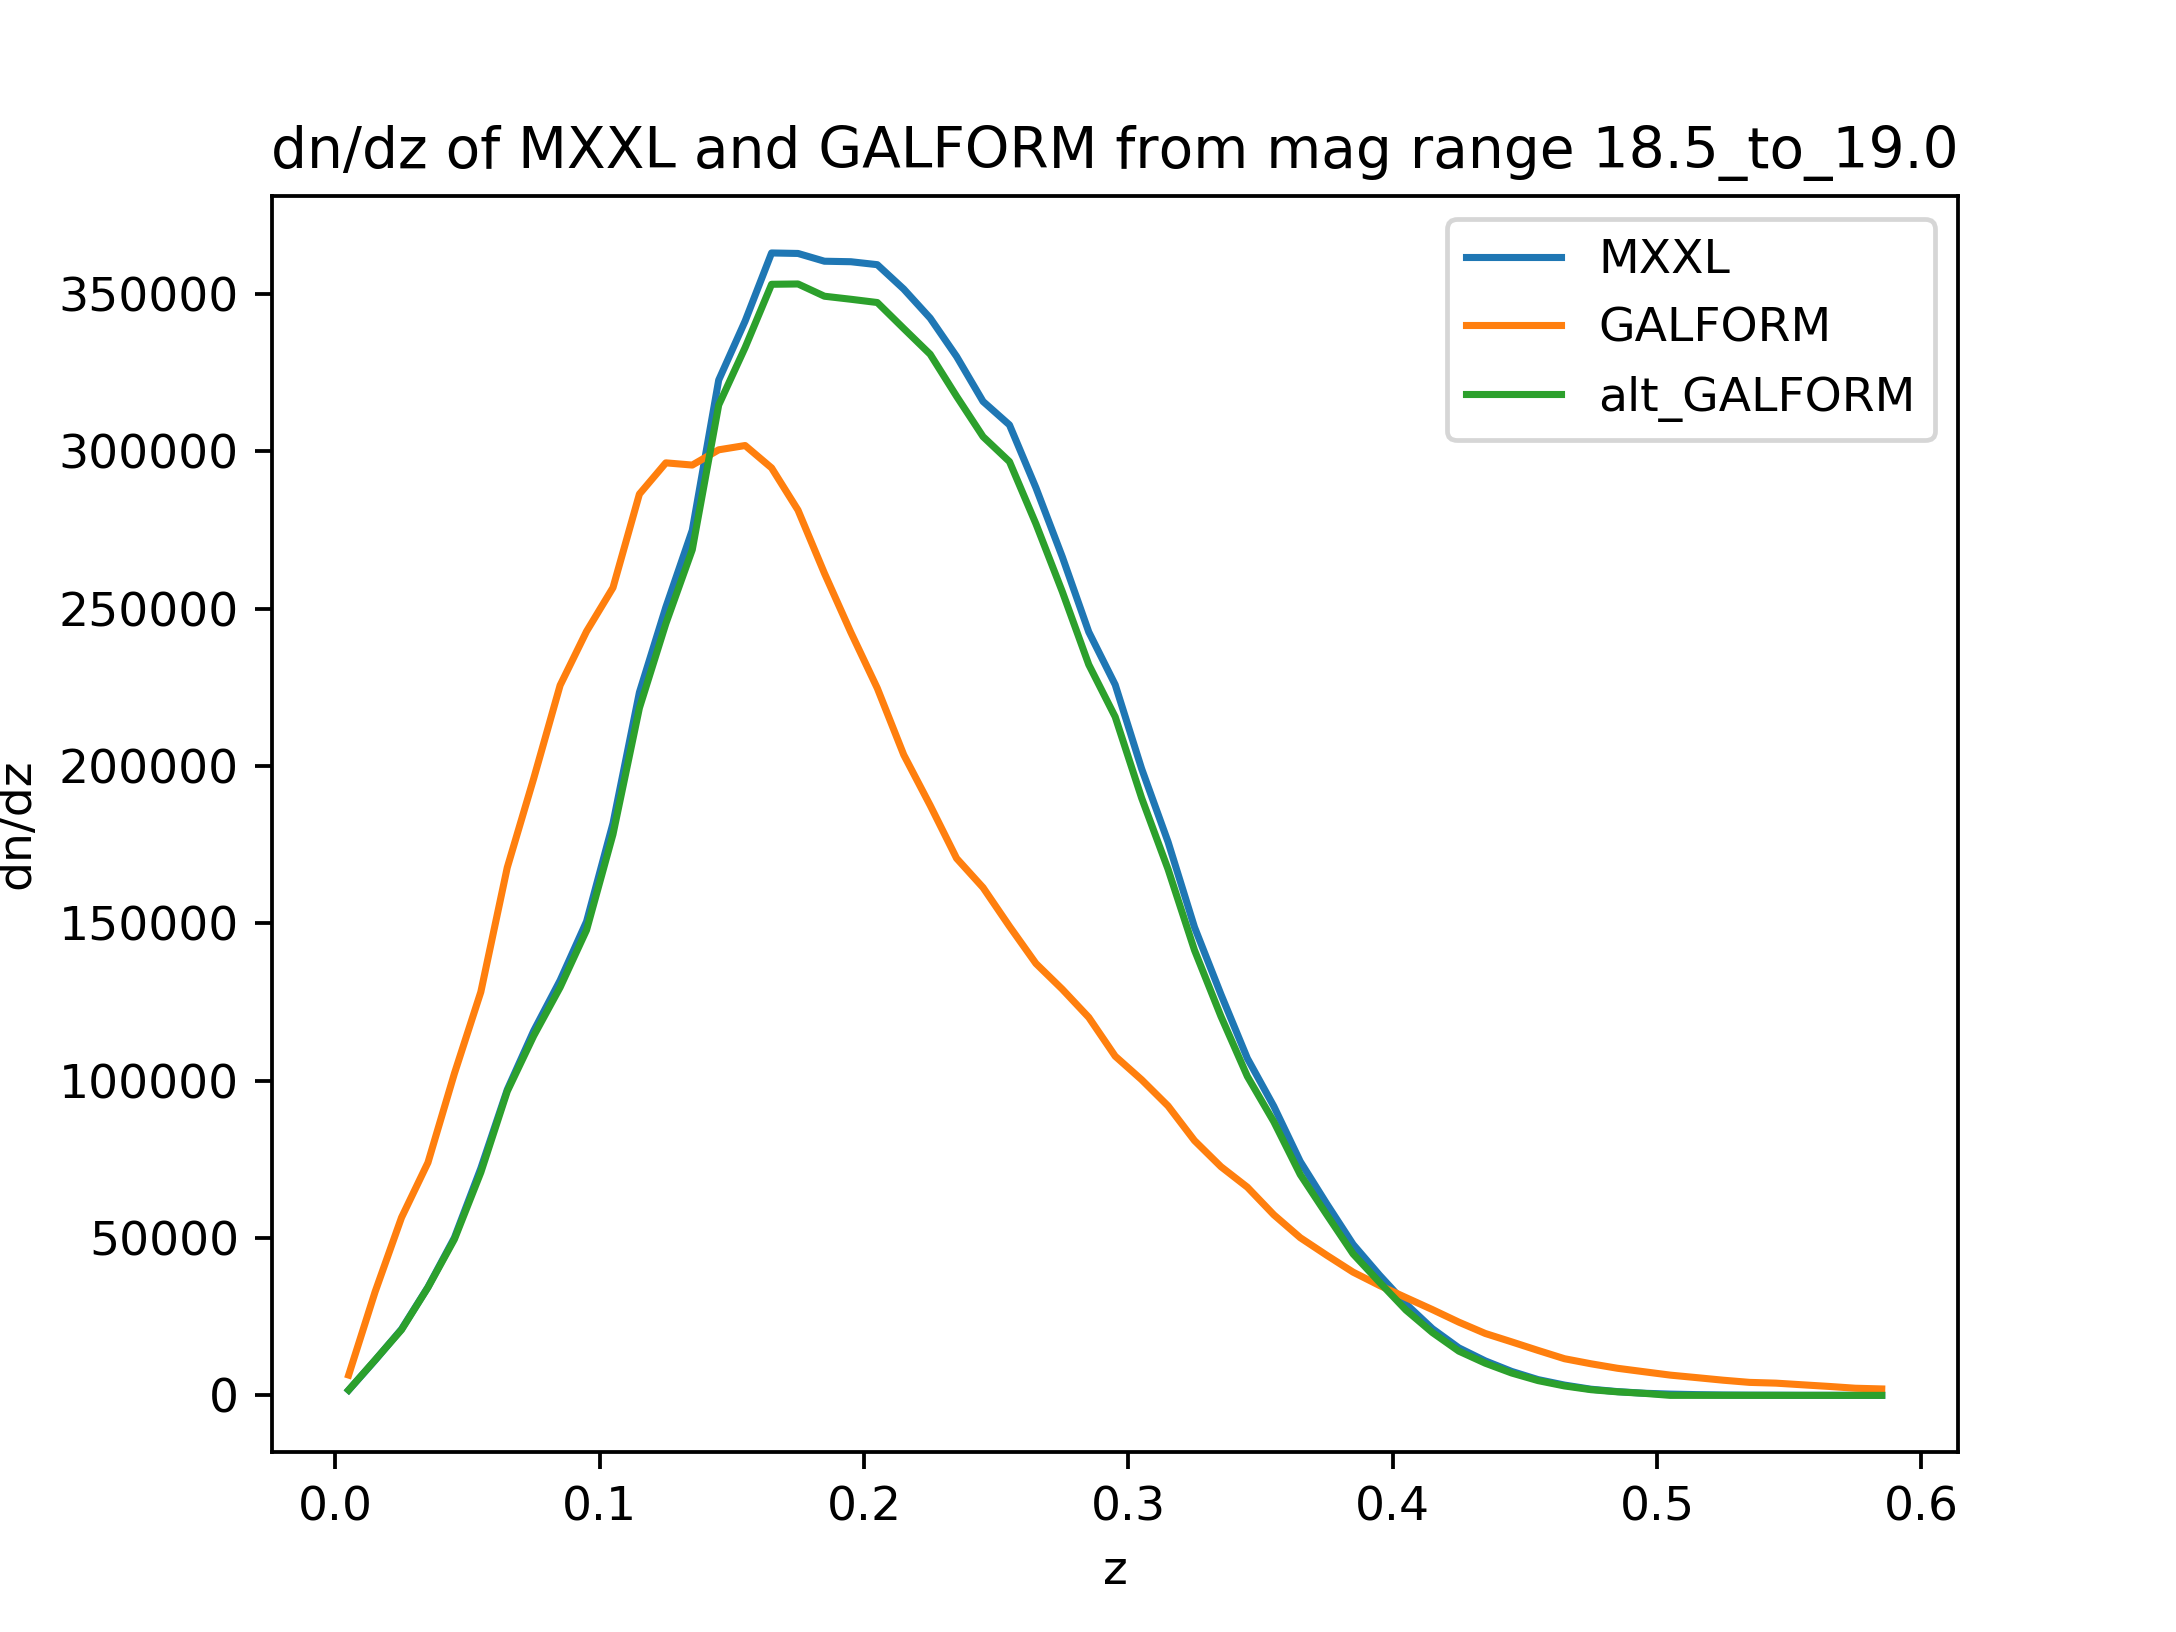 dn/dz of MXXL and GALFORM from mag range 18.5_to_19.0
MXXL
GALFORM
alt_GALFORM
350000
300000
250000
200000
150000
100000
50000
0
dn/dz
0.0 0.1 0.2 0.3 0.4 0.5 0.6
z